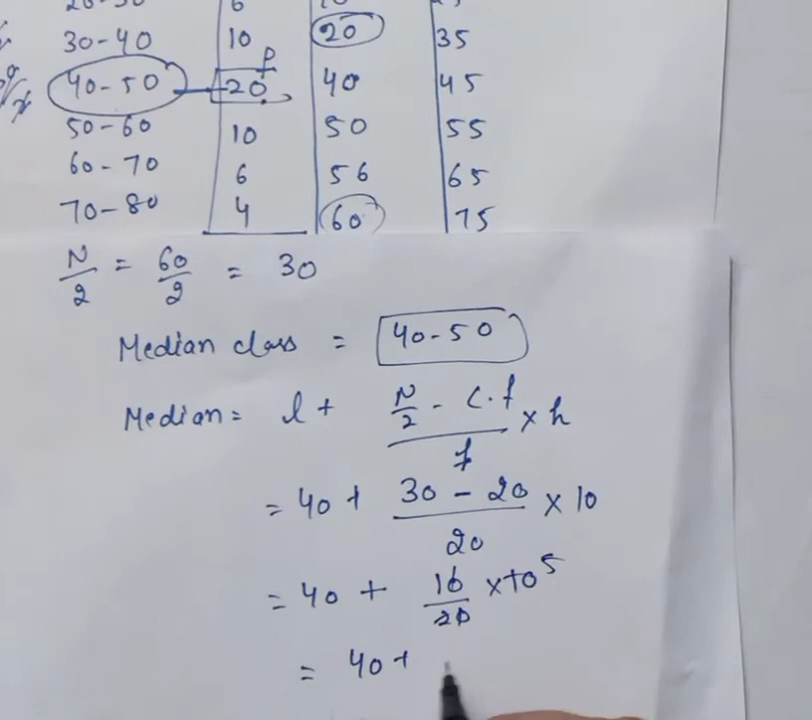 30-40 10 20 35
40-50 20 f 40 45
50-60 10 50 55
60-70 6 56 65
70-80 4 60 75
N/2 = 60/2 = 30
Median class = 40-50
Median = l + (N/2 - C.f)/f × h
= 40 + (30 - 20)/20 × 10
= 40 + 10/20 × 10 5
= 40 +